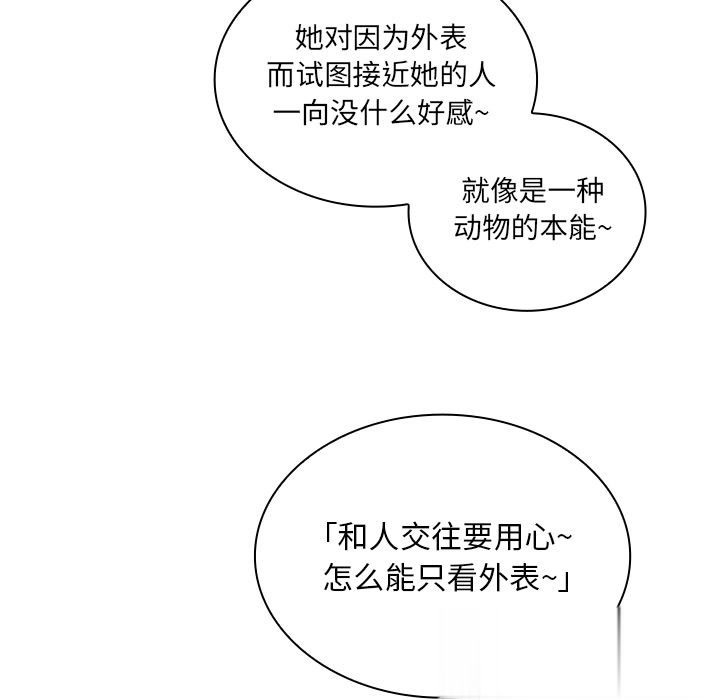 她对因为外表
而试图接近她的人
一向没什么好感~
就像是一种
动物的本能~
「和人交往要用心~
怎么能只看外表~」